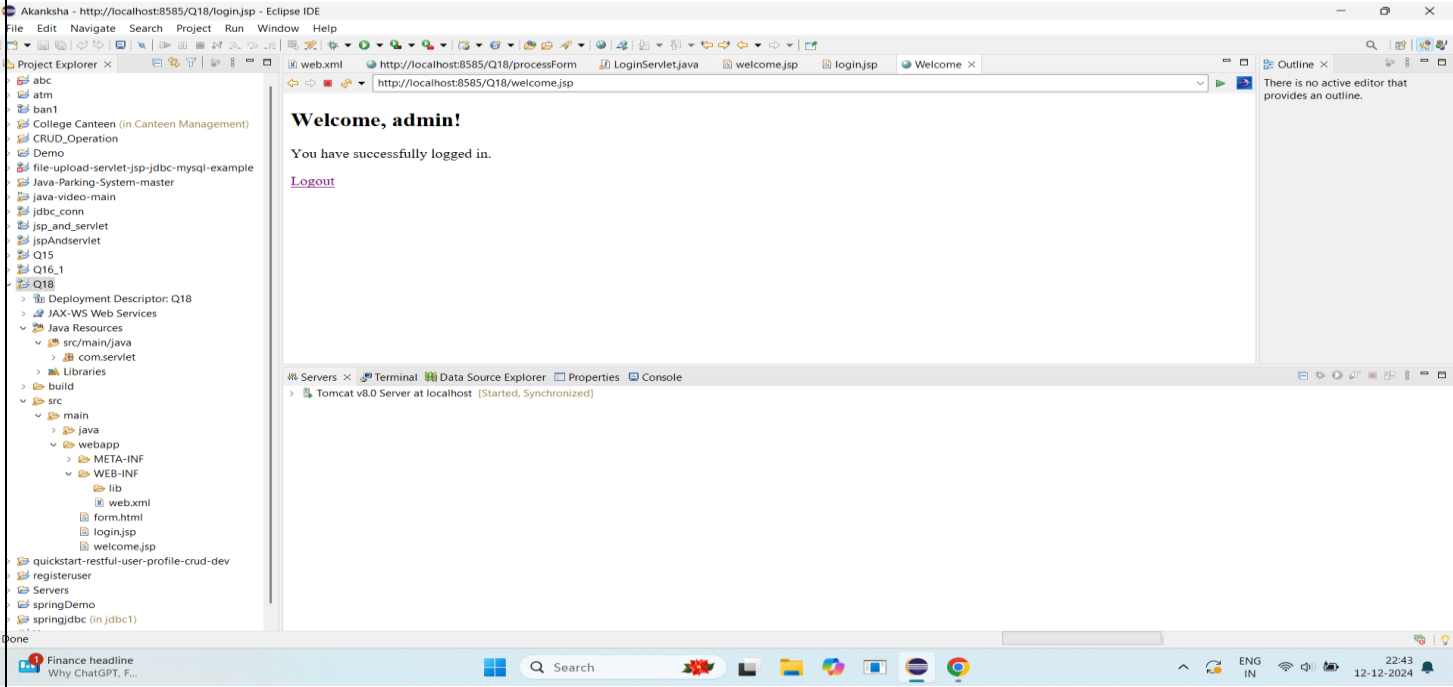 Akanksha - http://localhost:8585/Q18/login.jsp - Eclipse IDE
File Edit Navigate Search Project Run Window Help
Project Explorer
abc
atm
ban1
College Canteen (in Canteen Management)
CRUD_Operation
Demo
file-upload-servlet-jsp-jdbc-mysql-example
Java-Parking-System-master
java-video-main
jdbc_conn
jsp_and_servlet
jspAndservlet
Q15
Q16_1
Q18
Deployment Descriptor: Q18
JAX-WS Web Services
Java Resources
src/main/java
com.servlet
Libraries
build
src
main
java
webapp
META-INF
WEB-INF
lib
web.xml
form.html
login.jsp
welcome.jsp
quickstart-restful-user-profile-crud-dev
registeruser
Servers
springDemo
springjdbc (in jdbc1)
web.xml http://localhost:8585/Q18/processForm LoginServlet.java welcome.jsp login.jsp Welcome
http://localhost:8585/Q18/welcome.jsp
Welcome, admin!
You have successfully logged in.
Logout
Outline
There is no active editor that
provides an outline.
Servers Terminal Data Source Explorer Properties Console
Tomcat v8.0 Server at localhost [Started, Synchronized]
Done
1
Finance headline
Why ChatGPT, F...
Search
ENG
IN
22:43
12-12-2024